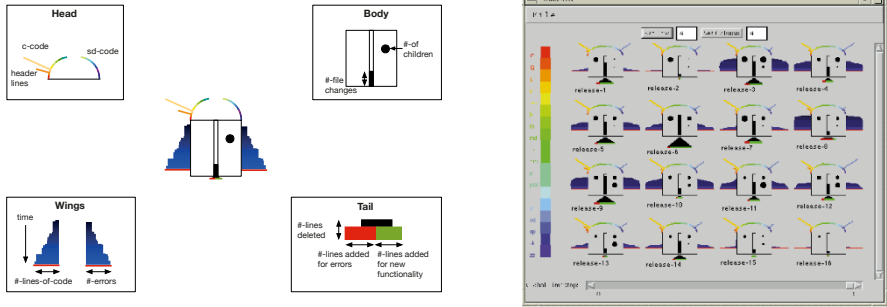 Head
c-code
sd-code
header
lines
Body
#-of
children
#-file
changes
Wings
time
#-lines-of-code
#-errors
Tail
#-lines
deleted
#-lines added
for errors
#-lines added
for new
functionality
File
release-1
release-2
release-3
release-4
release-5
release-6
release-7
release-8
release-9
release-10
release-11
release-12
release-13
release-14
release-15
release-16